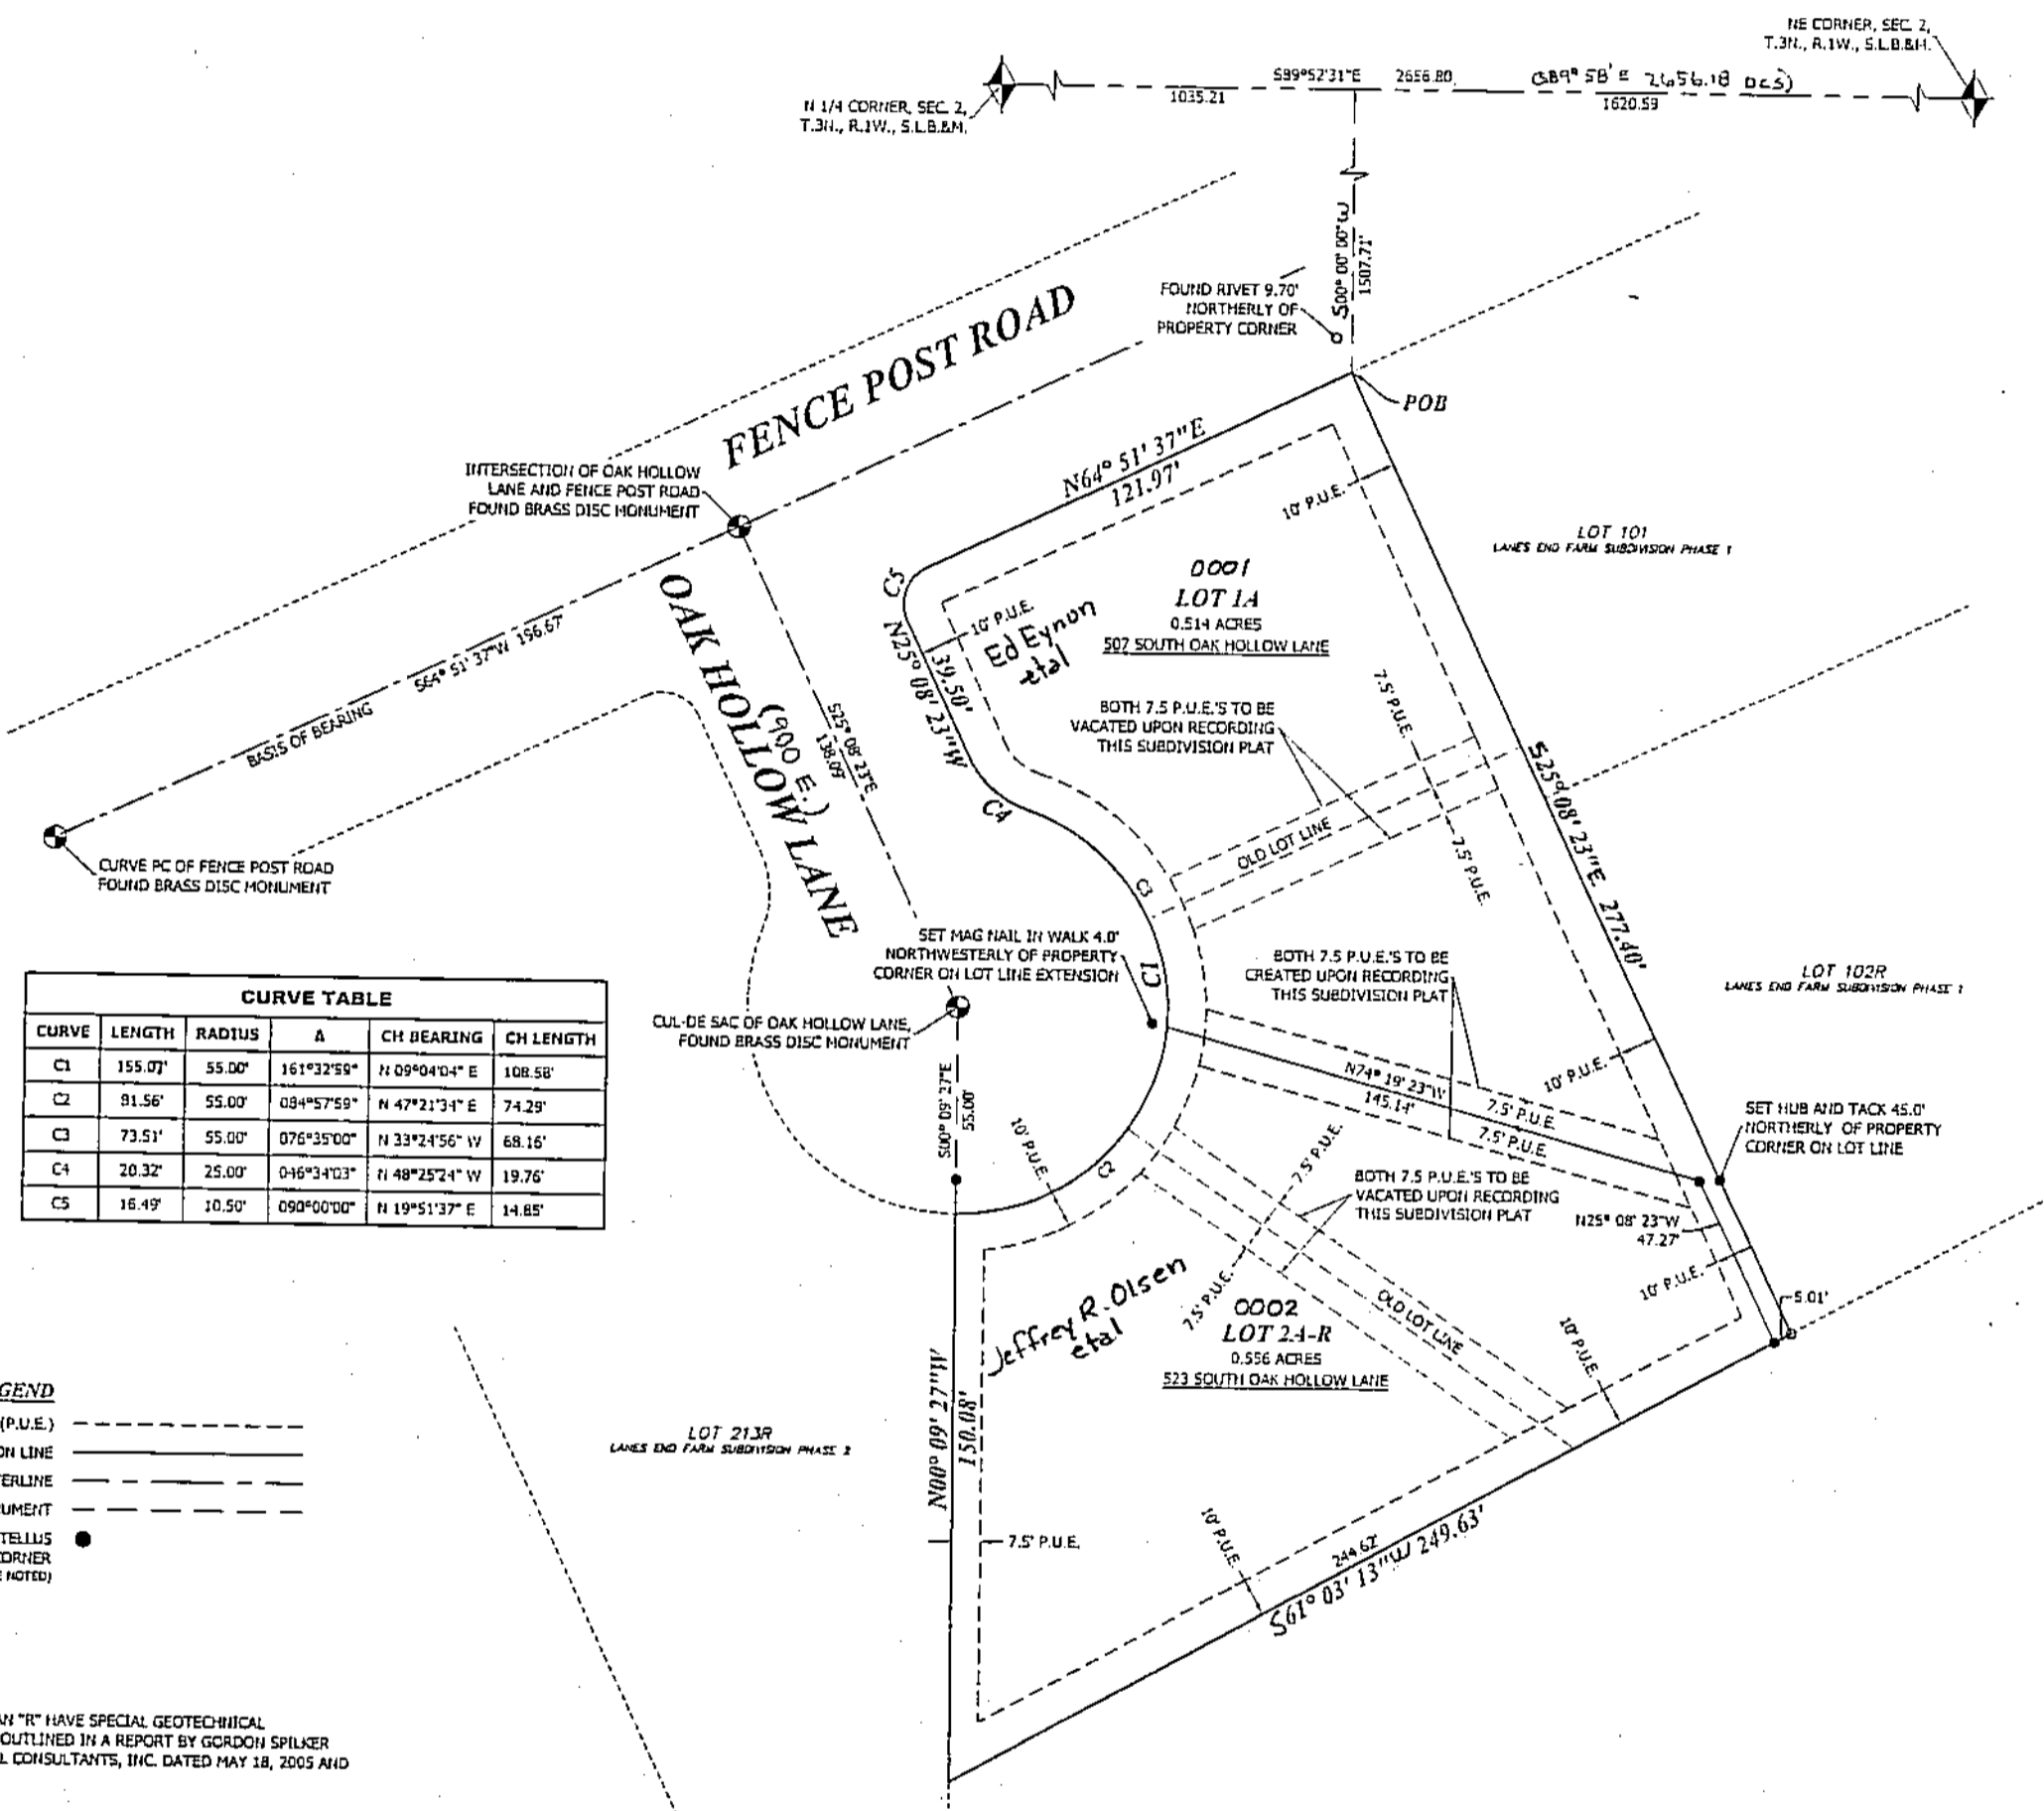 NE CORNER, SEC. 2,
T.3N., R.1W., S.L.B.&M.
S89°52'31"E 2656.80
(S89° 58' E 2656.18 DCS)
1035.21
1620.59
N 1/4 CORNER, SEC. 2,
T.3N., R.1W., S.L.B.&M.
S00° 00' 00"W
1507.71'
FOUND RIVET 9.70'
NORTHERLY OF
PROPERTY CORNER
POB
FENCE POST ROAD
INTERSECTION OF OAK HOLLOW
LANE AND FENCE POST ROAD
FOUND BRASS DISC MONUMENT
N64° 51' 37"E
121.97'
10' P.U.E.
LOT 101
LANES END FARM SUBDIVISION PHASE 1
0001
LOT 1A
0.514 ACRES
507 SOUTH OAK HOLLOW LANE
C5
10' P.U.E.
Ed Eynon
etal
N25° 08' 23"W
39.50'
OAK HOLLOW LANE
(900 E.)
S25° 08' 23"E
138.09
S64° 51' 37"W 196.67'
BASIS OF BEARING
CURVE PC OF FENCE POST ROAD
FOUND BRASS DISC MONUMENT
BOTH 7.5 P.U.E.'S TO BE
VACATED UPON RECORDING
THIS SUBDIVISION PLAT
7.5' P.U.E.
7.5' P.U.E.
OLD LOT LINE
S25° 08' 23"E 277.40'
C4
C3
C1
SET MAG NAIL IN WALK 4.0'
NORTHWESTERLY OF PROPERTY
CORNER ON LOT LINE EXTENSION
BOTH 7.5 P.U.E.'S TO BE
CREATED UPON RECORDING
THIS SUBDIVISION PLAT
LOT 102R
LANES END FARM SUBDIVISION PHASE 1
CUL-DE SAC OF OAK HOLLOW LANE,
FOUND BRASS DISC MONUMENT
CURVE TABLE
CURVE LENGTH RADIUS Δ CH BEARING CH LENGTH
C1 155.07' 55.00' 161°32'59" N 09°04'04" E 108.58'
C2 81.56' 55.00' 084°57'59" N 47°21'34" E 74.29'
C3 73.51' 55.00' 076°35'00" N 33°24'56" W 68.16'
C4 20.32' 25.00' 046°34'03" N 48°25'24" W 19.76'
C5 16.49' 10.50' 090°00'00" N 19°51'37" E 14.85'
S00° 09' 27"E
55.00'
10' P.U.E.
C2
N74° 19' 23"W
145.14'
7.5' P.U.E.
7.5' P.U.E.
10' P.U.E.
SET HUB AND TACK 45.0'
NORTHERLY OF PROPERTY
CORNER ON LOT LINE
BOTH 7.5 P.U.E.'S TO BE
VACATED UPON RECORDING
THIS SUBDIVISION PLAT
7.5' P.U.E.
7.5' P.U.E.
N25° 08' 23"W
47.27'
10' P.U.E.
5.01'
Jeffrey R. Olsen
etal
0002
LOT 2A-R
0.556 ACRES
523 SOUTH OAK HOLLOW LANE
OLD LOT LINE
10' P.U.E.
N00° 09' 27"W
150.08'
LOT 213R
LANES END FARM SUBDIVISION PHASE 2
7.5' P.U.E.
10' P.U.E.
244.62'
S61° 03' 13"W 249.63'
GEND
(P.U.E.)
ON LINE
TERLINE
UMENT
TELLUS
CORNER
E NOTED)
AN "R" HAVE SPECIAL GEOTECHNICAL
OUTLINED IN A REPORT BY GORDON SPILKER
L CONSULTANTS, INC. DATED MAY 18, 2005 AND